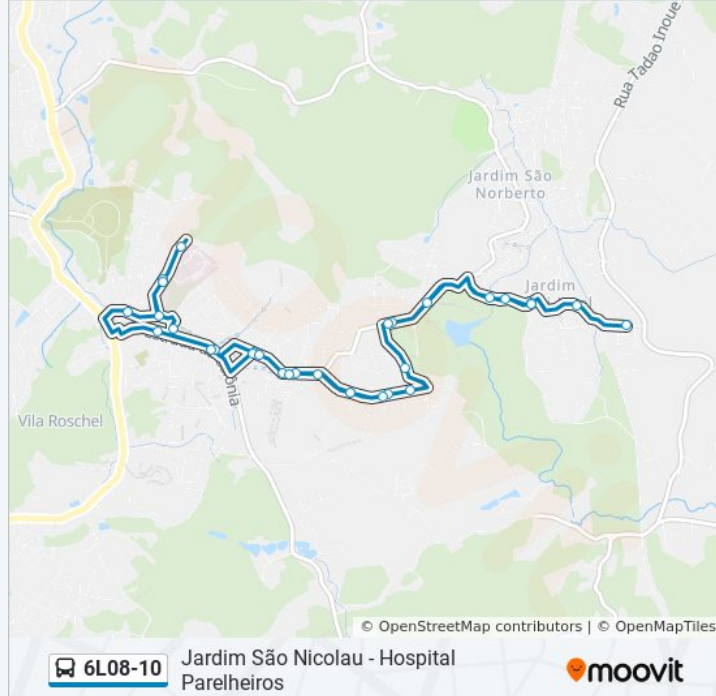 Rua Tadao Inoue
Jardim São
Norberto
Jardim
Vila Roschel
© OpenStreetMap contributors | © OpenMapTiles
6L08-10
Jardim São Nicolau - Hospital
Parelheiros
moovit